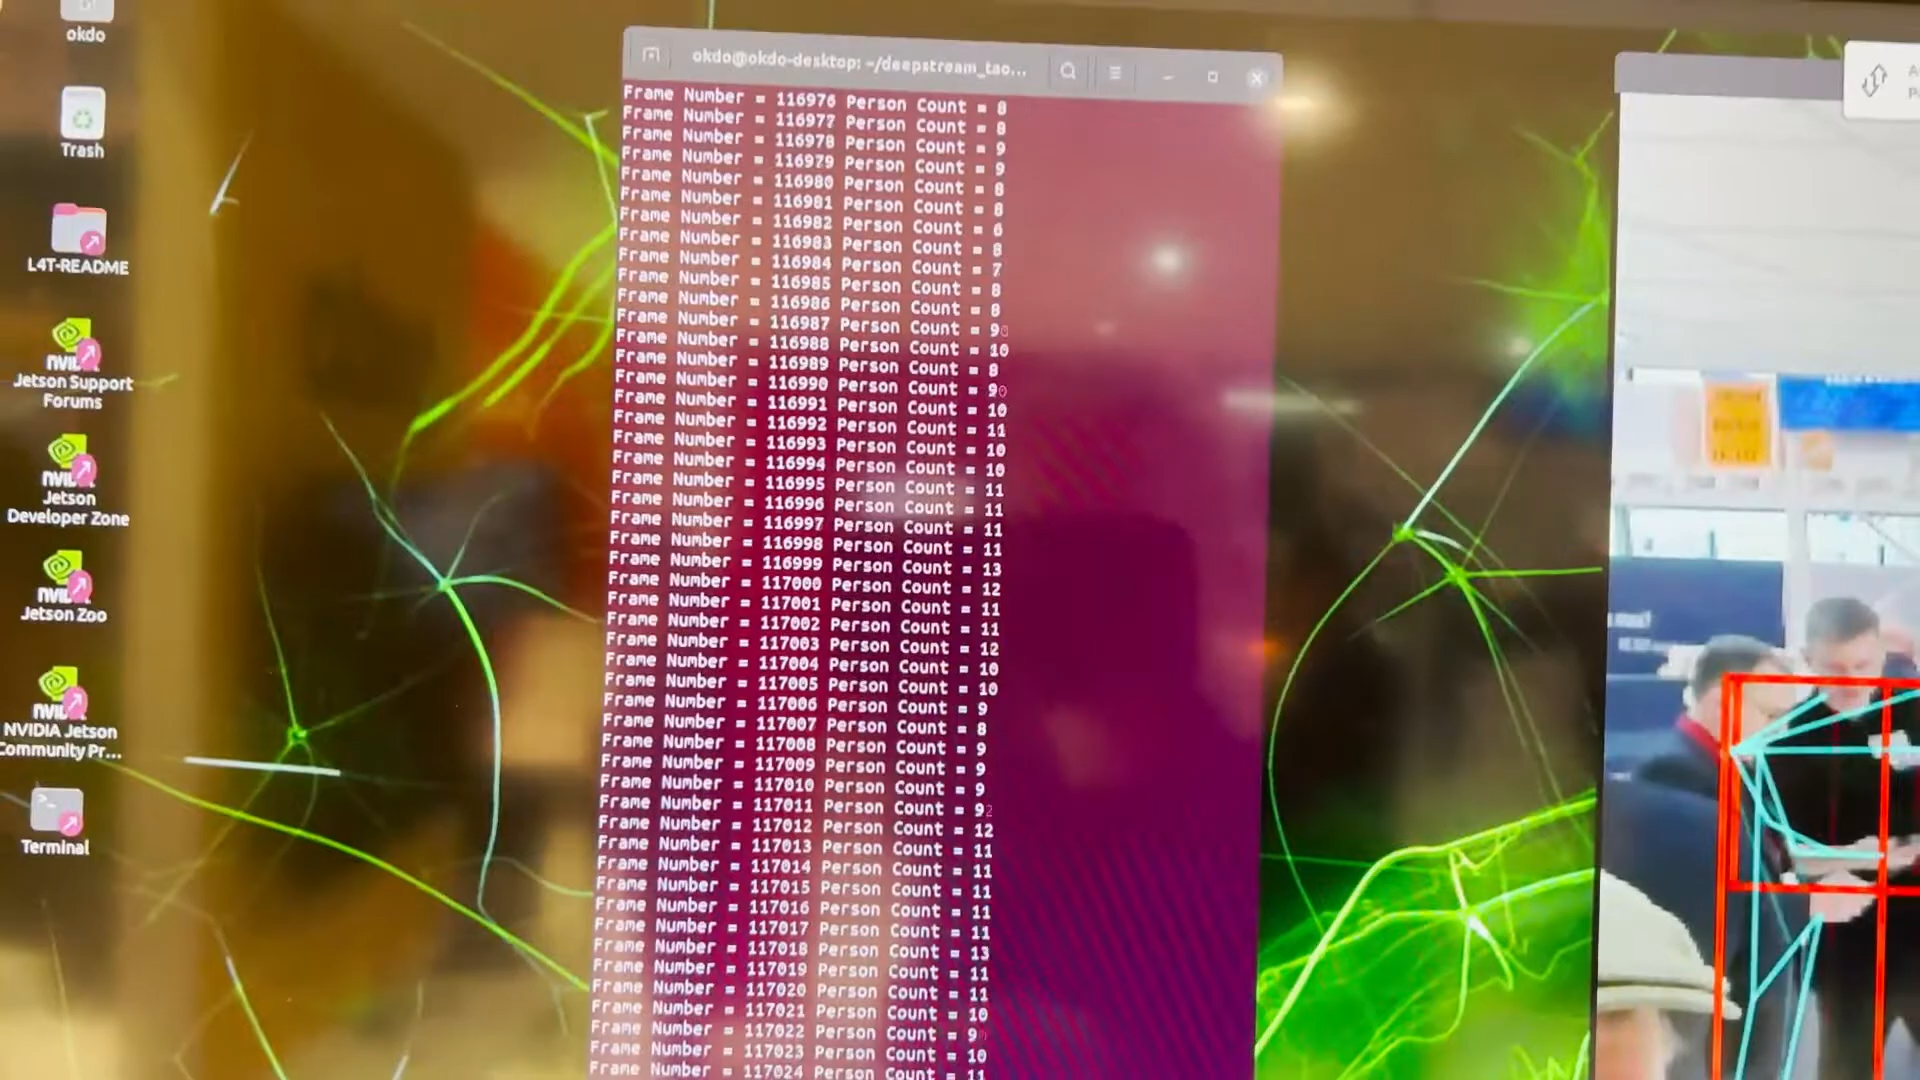 okdo
Trash
L4T-README
Jetson Support
Forums
Jetson
Developer Zone
Jetson Zoo
NVIDIA Jetson
Community Pr...
Terminal
okdo@okdo-desktop: ~/deepstream_tao...
Frame Number = 116976 Person Count = 8
Frame Number = 116977 Person Count = 8
Frame Number = 116978 Person Count = 9
Frame Number = 116979 Person Count = 9
Frame Number = 116980 Person Count = 8
Frame Number = 116981 Person Count = 8
Frame Number = 116982 Person Count = 6
Frame Number = 116983 Person Count = 8
Frame Number = 116984 Person Count = 7
Frame Number = 116985 Person Count = 8
Frame Number = 116986 Person Count = 8
Frame Number = 116987 Person Count = 9
Frame Number = 116988 Person Count = 10
Frame Number = 116989 Person Count = 8
Frame Number = 116990 Person Count = 9
Frame Number = 116991 Person Count = 10
Frame Number = 116992 Person Count = 11
Frame Number = 116993 Person Count = 10
Frame Number = 116994 Person Count = 10
Frame Number = 116995 Person Count = 11
Frame Number = 116996 Person Count = 11
Frame Number = 116997 Person Count = 11
Frame Number = 116998 Person Count = 11
Frame Number = 116999 Person Count = 13
Frame Number = 117000 Person Count = 12
Frame Number = 117001 Person Count = 11
Frame Number = 117002 Person Count = 11
Frame Number = 117003 Person Count = 12
Frame Number = 117004 Person Count = 10
Frame Number = 117005 Person Count = 10
Frame Number = 117006 Person Count = 9
Frame Number = 117007 Person Count = 8
Frame Number = 117008 Person Count = 9
Frame Number = 117009 Person Count = 9
Frame Number = 117010 Person Count = 9
Frame Number = 117011 Person Count = 9
Frame Number = 117012 Person Count = 12
Frame Number = 117013 Person Count = 11
Frame Number = 117014 Person Count = 11
Frame Number = 117015 Person Count = 11
Frame Number = 117016 Person Count = 11
Frame Number = 117017 Person Count = 11
Frame Number = 117018 Person Count = 13
Frame Number = 117019 Person Count = 11
Frame Number = 117020 Person Count = 11
Frame Number = 117021 Person Count = 10
Frame Number = 117022 Person Count = 9
Frame Number = 117023 Person Count = 10
Frame Number = 117024 Person Count = 11